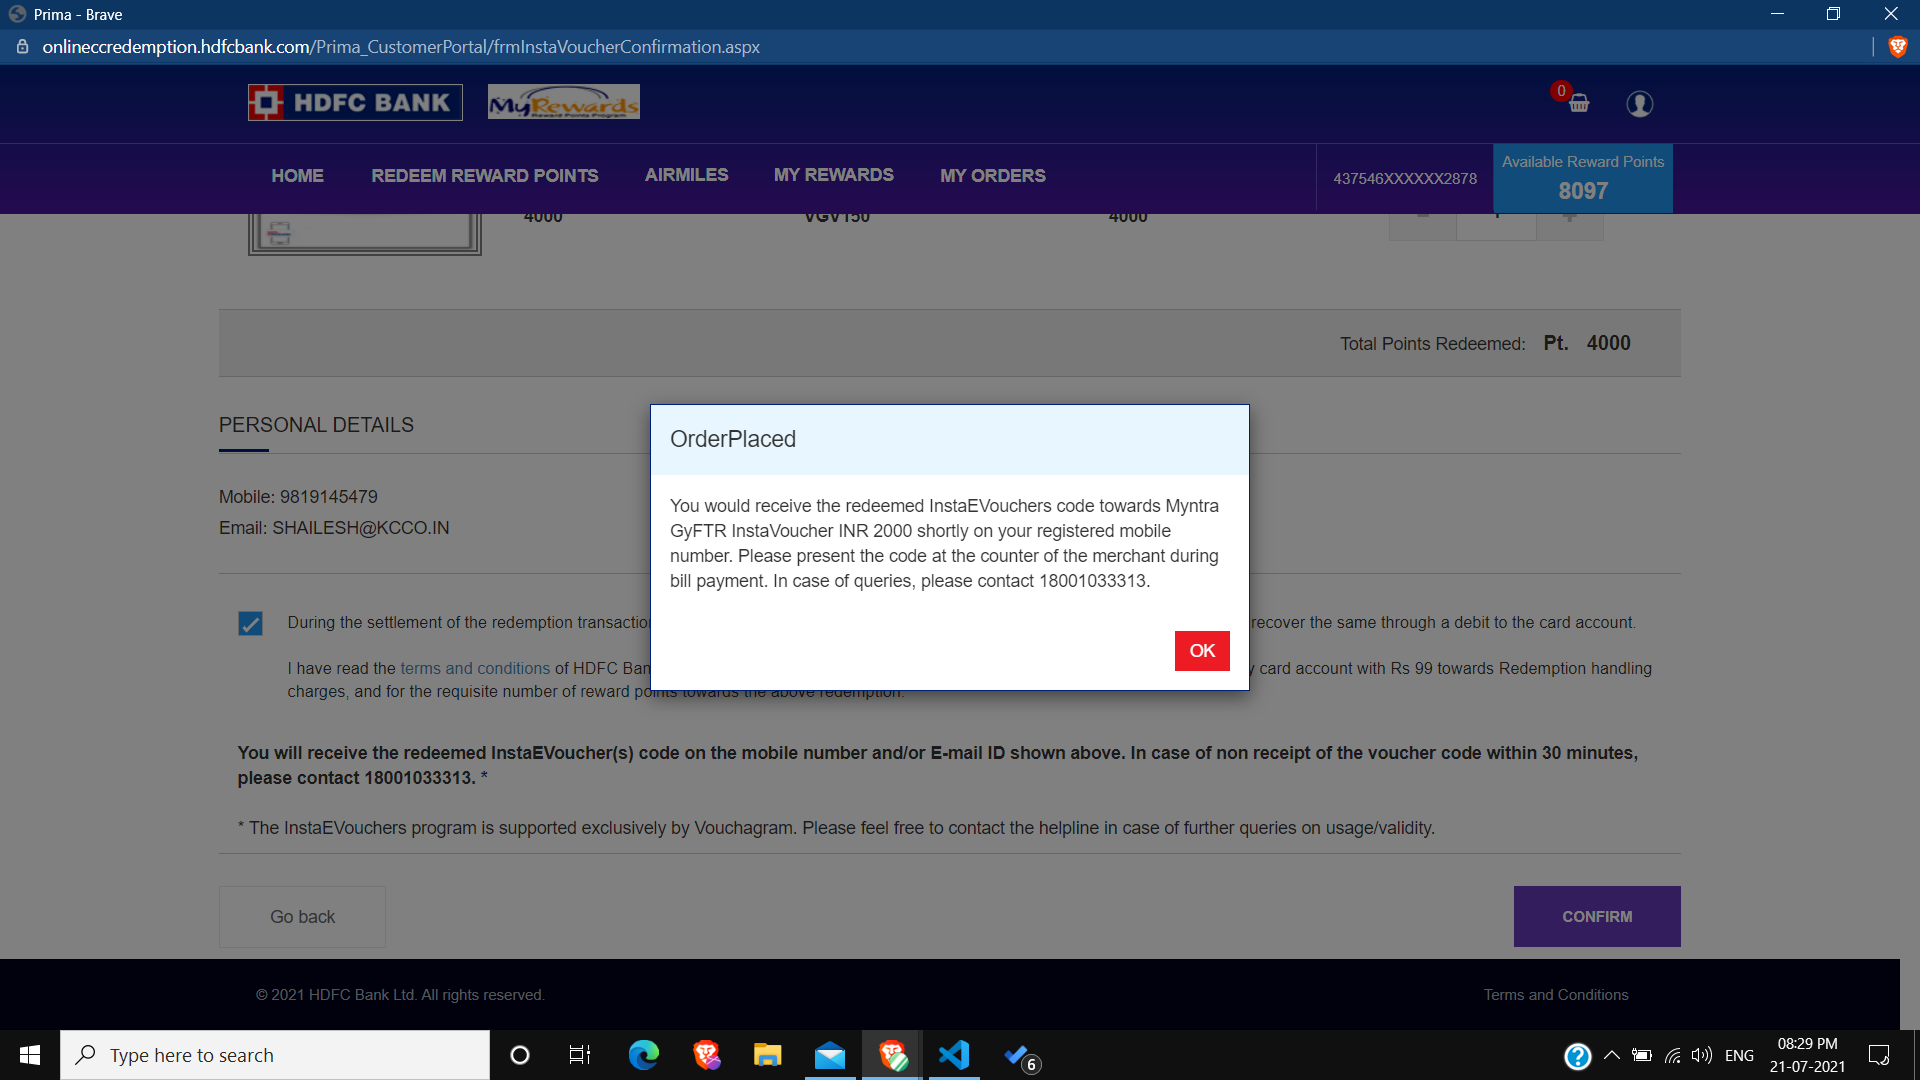 Prima - Brave
onlineccredemption.hdfcbank.com/Prima_CustomerPortal/frmInstaVoucherConfirmation.aspx
HDFC BANK
MyRewards
Reward Points Program
0
HOME
REDEEM REWARD POINTS
AIRMILES
MY REWARDS
MY ORDERS
437546XXXXXX2878
Available Reward Points
8097
4000
VGV150
4000
Total Points Redeemed: Pt. 4000
PERSONAL DETAILS
Mobile: 9819145479
Email: SHAILESH@KCCO.IN
OrderPlaced
You would receive the redeemed InstaEVouchers code towards Myntra
GyFTR InstaVoucher INR 2000 shortly on your registered mobile
number. Please present the code at the counter of the merchant during
bill payment. In case of queries, please contact 18001033313.
OK
During the settlement of the redemption transactio recover the same through a debit to the card account.
I have read the terms and conditions of HDFC Ban card account with Rs 99 towards Redemption handling
charges, and for the requisite number of reward points towards the above redemption.
You will receive the redeemed InstaEVoucher(s) code on the mobile number and/or E-mail ID shown above. In case of non receipt of the voucher code within 30 minutes,
please contact 18001033313. *
* The InstaEVouchers program is supported exclusively by Vouchagram. Please feel free to contact the helpline in case of further queries on usage/validity.
Go back
CONFIRM
© 2021 HDFC Bank Ltd. All rights reserved.
Terms and Conditions
Type here to search
6
ENG
08:29 PM
21-07-2021